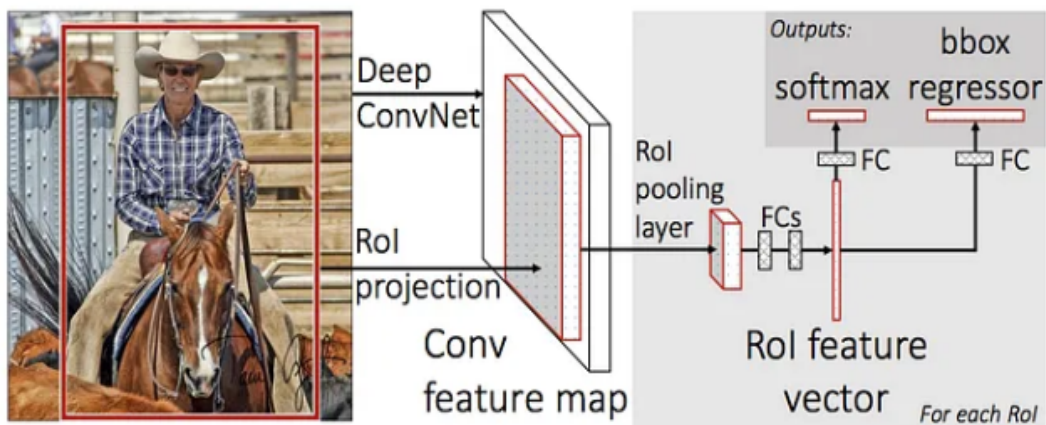 Deep
ConvNet
RoI
projection
Conv
feature map
RoI
pooling
layer
FCs
RoI feature
vector
For each RoI
Outputs:
softmax
bbox
regressor
FC
FC